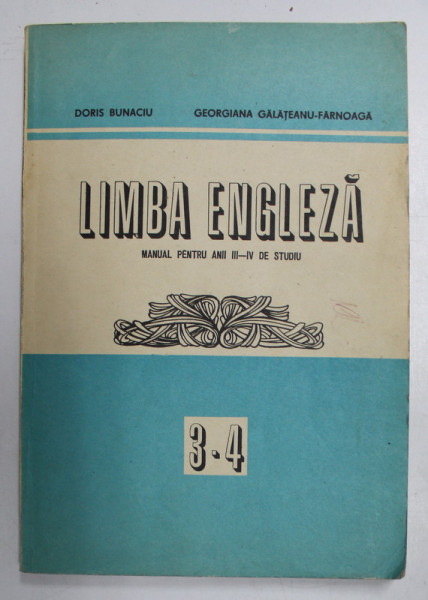 DORIS BUNACIU GEORGIANA GĂLĂȚEANU-FÂRNOAGĂ
LIMBA ENGLEZĂ
MANUAL PENTRU ANII III—IV DE STUDIU
3-4